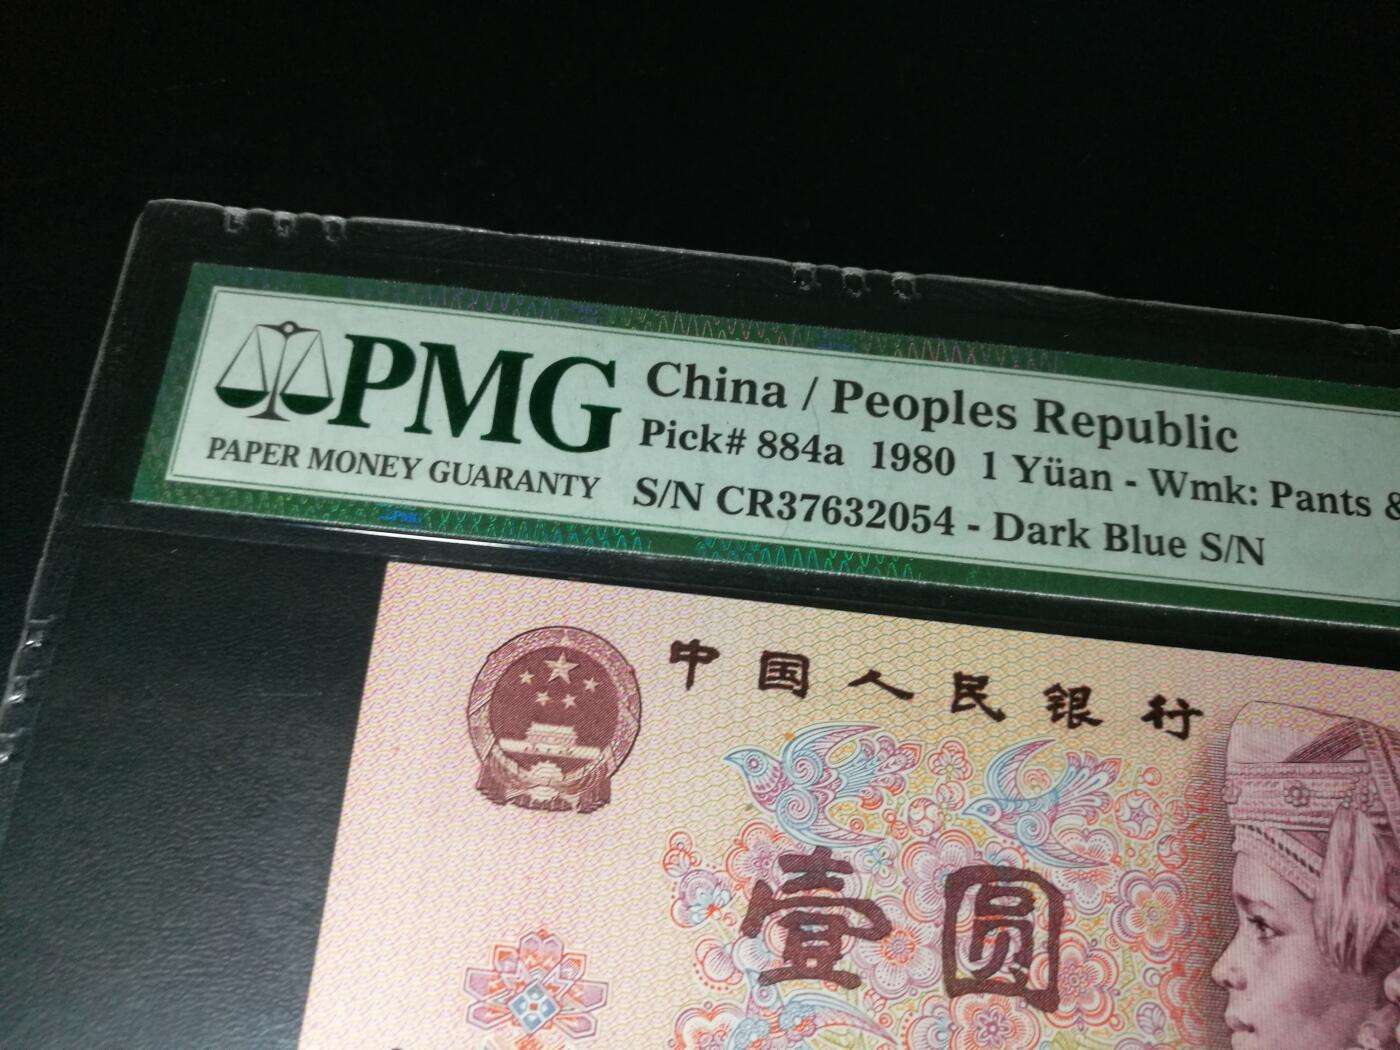 PMG
PAPER MONEY GUARANTY
China / Peoples Republic
Pick# 884a 1980 1 Yüan - Wmk: Pants &
S/N CR37632054 - Dark Blue S/N
中国人民银行
壹圆